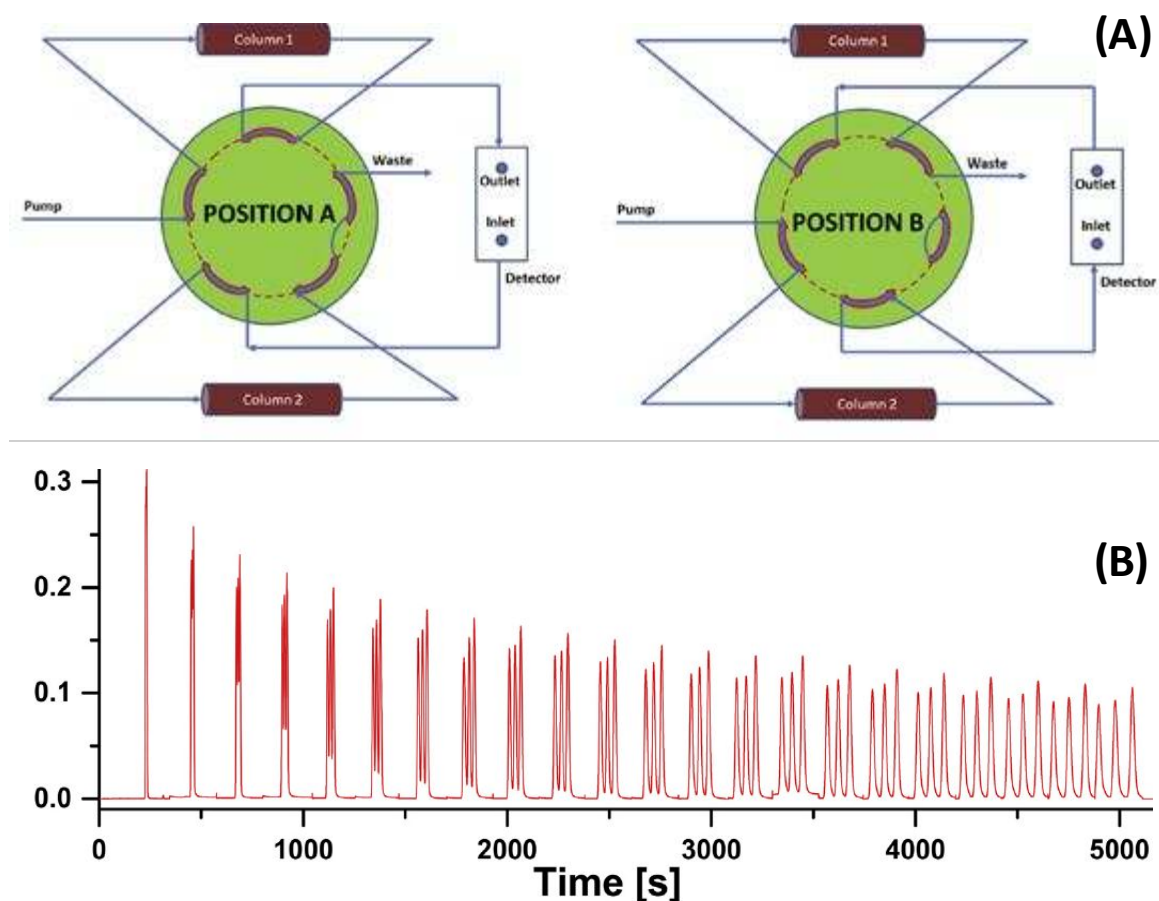 (A)
Column 1
Waste
Outlet
Pump
POSITION A
Inlet
Detector
Column 2
Column 1
Waste
Outlet
Pump
POSITION B
Inlet
Detector
Column 2
(B)
0.3
0.2
0.1
0.0
0 1000 2000 3000 4000 5000
Time [s]